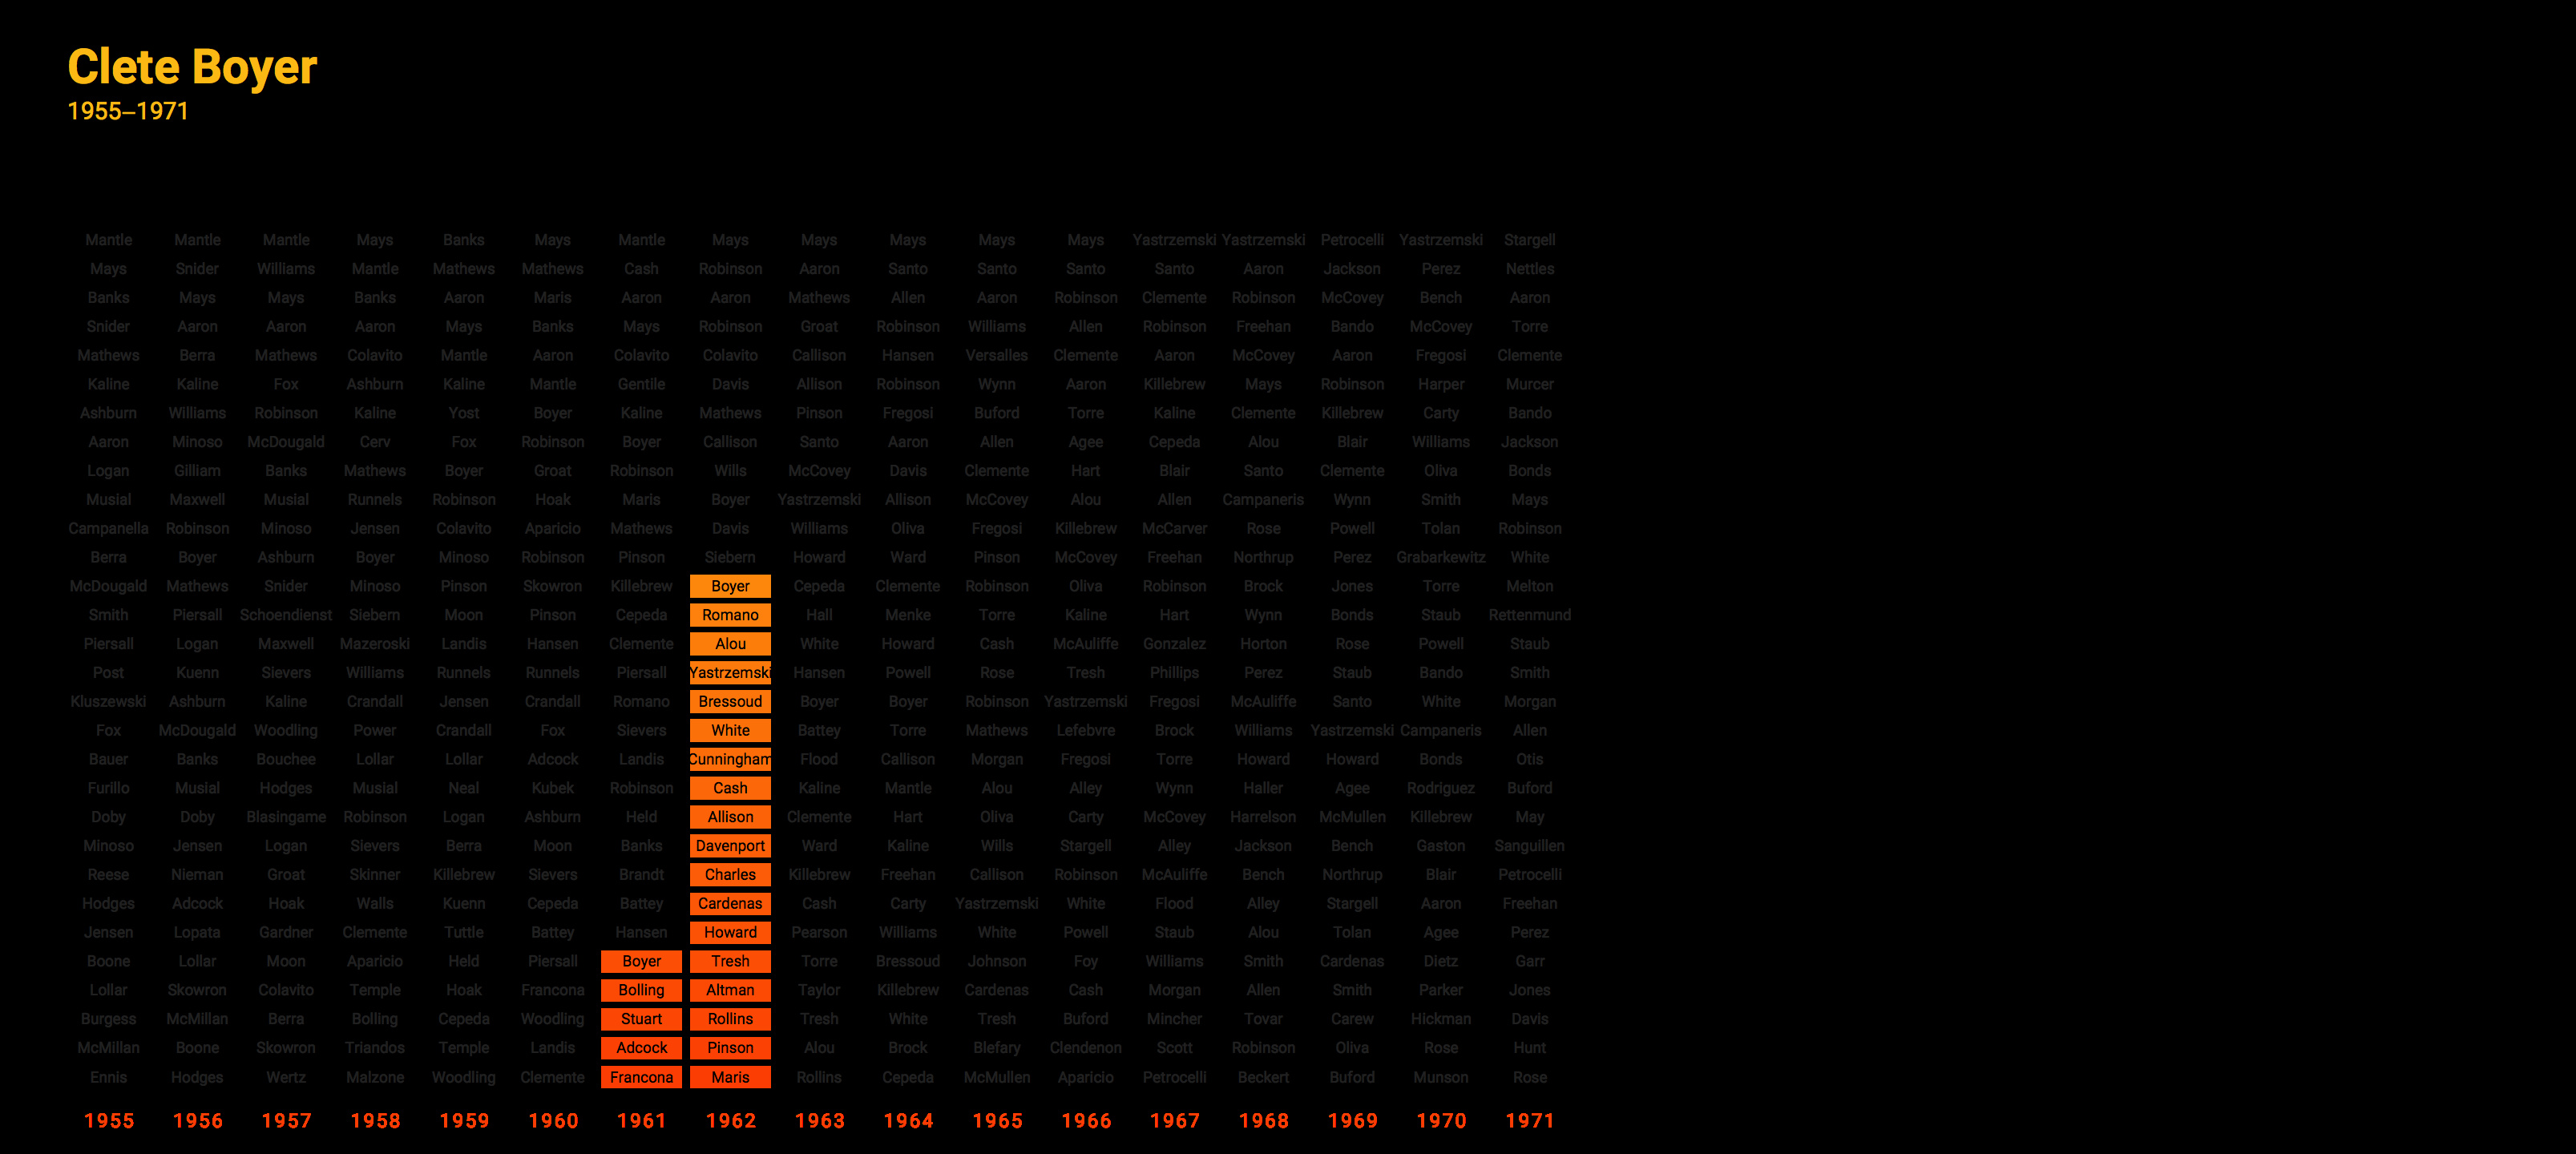 Clete Boyer
1955–1971
Mantle Mantle Mantle Mays Banks Mays Mantle Mays Mays Mays Mays Mays Yastrzemski Yastrzemski Petrocelli Yastrzemski Stargell
Mays Snider Williams Mantle Mathews Mathews Cash Robinson Aaron Santo Santo Santo Santo Aaron Jackson Perez Nettles
Banks Mays Mays Banks Aaron Maris Aaron Aaron Mathews Allen Aaron Robinson Clemente Robinson McCovey Bench Aaron
Snider Aaron Aaron Aaron Mays Banks Mays Robinson Groat Robinson Williams Allen Robinson Freehan Bando McCovey Torre
Mathews Berra Mathews Colavito Mantle Aaron Colavito Colavito Callison Hansen Versalles Clemente Aaron McCovey Aaron Fregosi Clemente
Kaline Kaline Fox Ashburn Kaline Mantle Gentile Davis Allison Robinson Wynn Aaron Killebrew Mays Robinson Harper Murcer
Ashburn Williams Robinson Kaline Yost Boyer Kaline Mathews Pinson Fregosi Buford Torre Kaline Clemente Killebrew Carty Bando
Aaron Minoso McDougald Cerv Fox Robinson Boyer Callison Santo Aaron Allen Agee Cepeda Alou Blair Williams Jackson
Logan Gilliam Banks Mathews Boyer Groat Robinson Wills McCovey Davis Clemente Hart Blair Santo Clemente Oliva Bonds
Musial Maxwell Musial Runnels Robinson Hoak Maris Boyer Yastrzemski Allison McCovey Alou Allen Campaneris Wynn Smith Mays
Campanella Robinson Minoso Jensen Colavito Aparicio Mathews Davis Williams Oliva Fregosi Killebrew McCarver Rose Powell Tolan Robinson
Berra Boyer Ashburn Boyer Minoso Robinson Pinson Siebern Howard Ward Pinson McCovey Freehan Northrup Perez Grabarkewitz White
McDougald Mathews Snider Minoso Pinson Skowron Killebrew Boyer Cepeda Clemente Robinson Oliva Robinson Brock Jones Torre Melton
Smith Piersall Schoendienst Siebern Moon Pinson Cepeda Romano Hall Menke Torre Kaline Hart Wynn Bonds Staub Rettenmund
Piersall Logan Maxwell Mazeroski Landis Hansen Clemente Alou White Howard Cash McAuliffe Gonzalez Horton Rose Powell Staub
Post Kuenn Sievers Williams Runnels Runnels Piersall Yastrzemski Hansen Powell Rose Tresh Phillips Perez Staub Bando Smith
Kluszewski Ashburn Kaline Crandall Jensen Crandall Romano Bressoud Boyer Boyer Robinson Yastrzemski Fregosi McAuliffe Santo White Morgan
Fox McDougald Woodling Power Crandall Fox Sievers White Battey Torre Mathews Lefebvre Brock Williams Yastrzemski Campaneris Allen
Bauer Banks Bouchee Lollar Lollar Adcock Landis Cunningham Flood Callison Morgan Fregosi Torre Howard Howard Bonds Otis
Furillo Musial Hodges Musial Neal Kubek Robinson Cash Kaline Mantle Alou Alley Wynn Haller Agee Rodriguez Buford
Doby Doby Blasingame Robinson Logan Ashburn Held Allison Clemente Hart Oliva Carty McCovey Harrelson McMullen Killebrew May
Minoso Jensen Logan Sievers Berra Moon Banks Davenport Ward Kaline Wills Stargell Alley Jackson Bench Gaston Sanguillen
Reese Nieman Groat Skinner Killebrew Sievers Brandt Charles Killebrew Freehan Callison Robinson McAuliffe Bench Northrup Blair Petrocelli
Hodges Adcock Hoak Walls Kuenn Cepeda Battey Cardenas Cash Carty Yastrzemski White Flood Alley Stargell Aaron Freehan
Jensen Lopata Gardner Clemente Tuttle Battey Hansen Howard Pearson Williams White Powell Staub Alou Tolan Agee Perez
Boone Lollar Moon Aparicio Held Piersall Boyer Tresh Torre Bressoud Johnson Foy Williams Smith Cardenas Dietz Garr
Lollar Skowron Colavito Temple Hoak Francona Bolling Altman Taylor Killebrew Cardenas Cash Morgan Allen Smith Parker Jones
Burgess McMillan Berra Bolling Cepeda Woodling Stuart Rollins Tresh White Tresh Buford Mincher Tovar Carew Hickman Davis
McMillan Boone Skowron Triandos Temple Landis Adcock Pinson Alou Brock Blefary Clendenon Scott Robinson Oliva Rose Hunt
Ennis Hodges Wertz Malzone Woodling Clemente Francona Maris Rollins Cepeda McMullen Aparicio Petrocelli Beckert Buford Munson Rose
1955 1956 1957 1958 1959 1960 1961 1962 1963 1964 1965 1966 1967 1968 1969 1970 1971